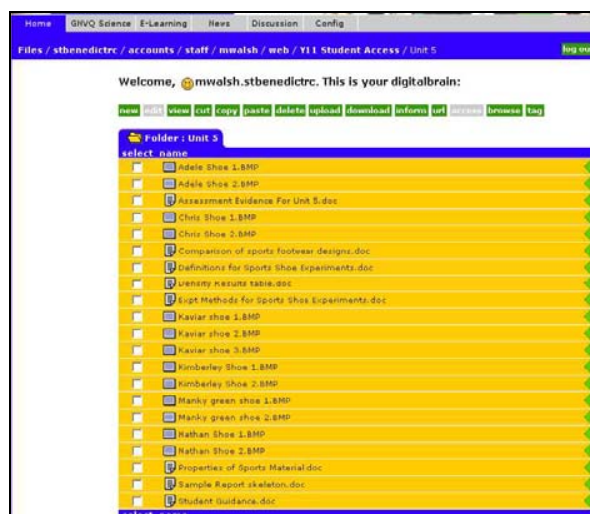 Home GNVQ Science E-Learning News Discussion Config
Files / stbenedictrc / accounts / staff / mwalsh / web / Y11 Student Access / Unit 5 log ou
Welcome, mwalsh.stbenedictrc. This is your digitalbrain:
new edit view cut copy paste delete upload download inform url access browse tag
Folder : Unit 5
select name
Adele Shoe 1.BMP
Adele Shoe 2.BMP
Assessment Evidence For Unit 5.doc
Chris Shoe 1.BMP
Chris Shoe 2.BMP
Comparison of sports footwear designs.doc
Definitions for Sports Shoe Experiments.doc
Density Results table.doc
Expt Methods for Sports Shoe Experiments.doc
Kaviar shoe 1.BMP
Kaviar shoe 2.BMP
Kaviar shoe 3.BMP
Kimberley Shoe 1.BMP
Kimberley Shoe 2.BMP
Manky green shoe 1.BMP
Manky green shoe 2.BMP
Nathan Shoe 1.BMP
Nathan Shoe 2.BMP
Properties of Sports Material.doc
Sample Report skeleton.doc
Student Guidance.doc
select name